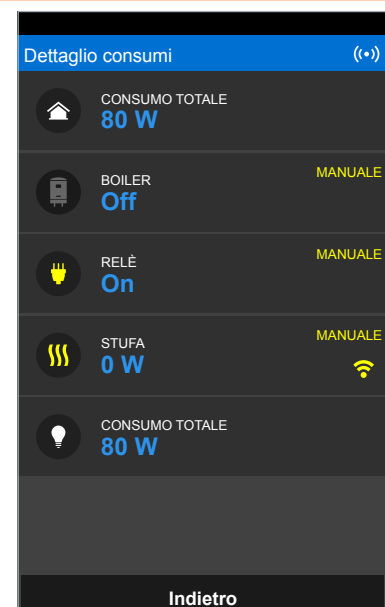 Dettaglio consumi
CONSUMO TOTALE
80 W
BOILER
MANUALE
Off
RELÈ
MANUALE
On
STUFA
MANUALE
0 W
CONSUMO TOTALE
80 W
Indietro